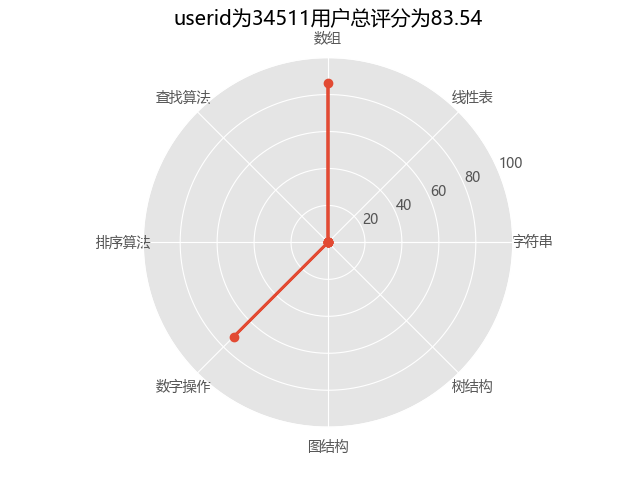 userid为34511用户总评分为83.54
数组
查找算法
线性表
100
80
60
40
20
排序算法
字符串
数字操作
树结构
图结构